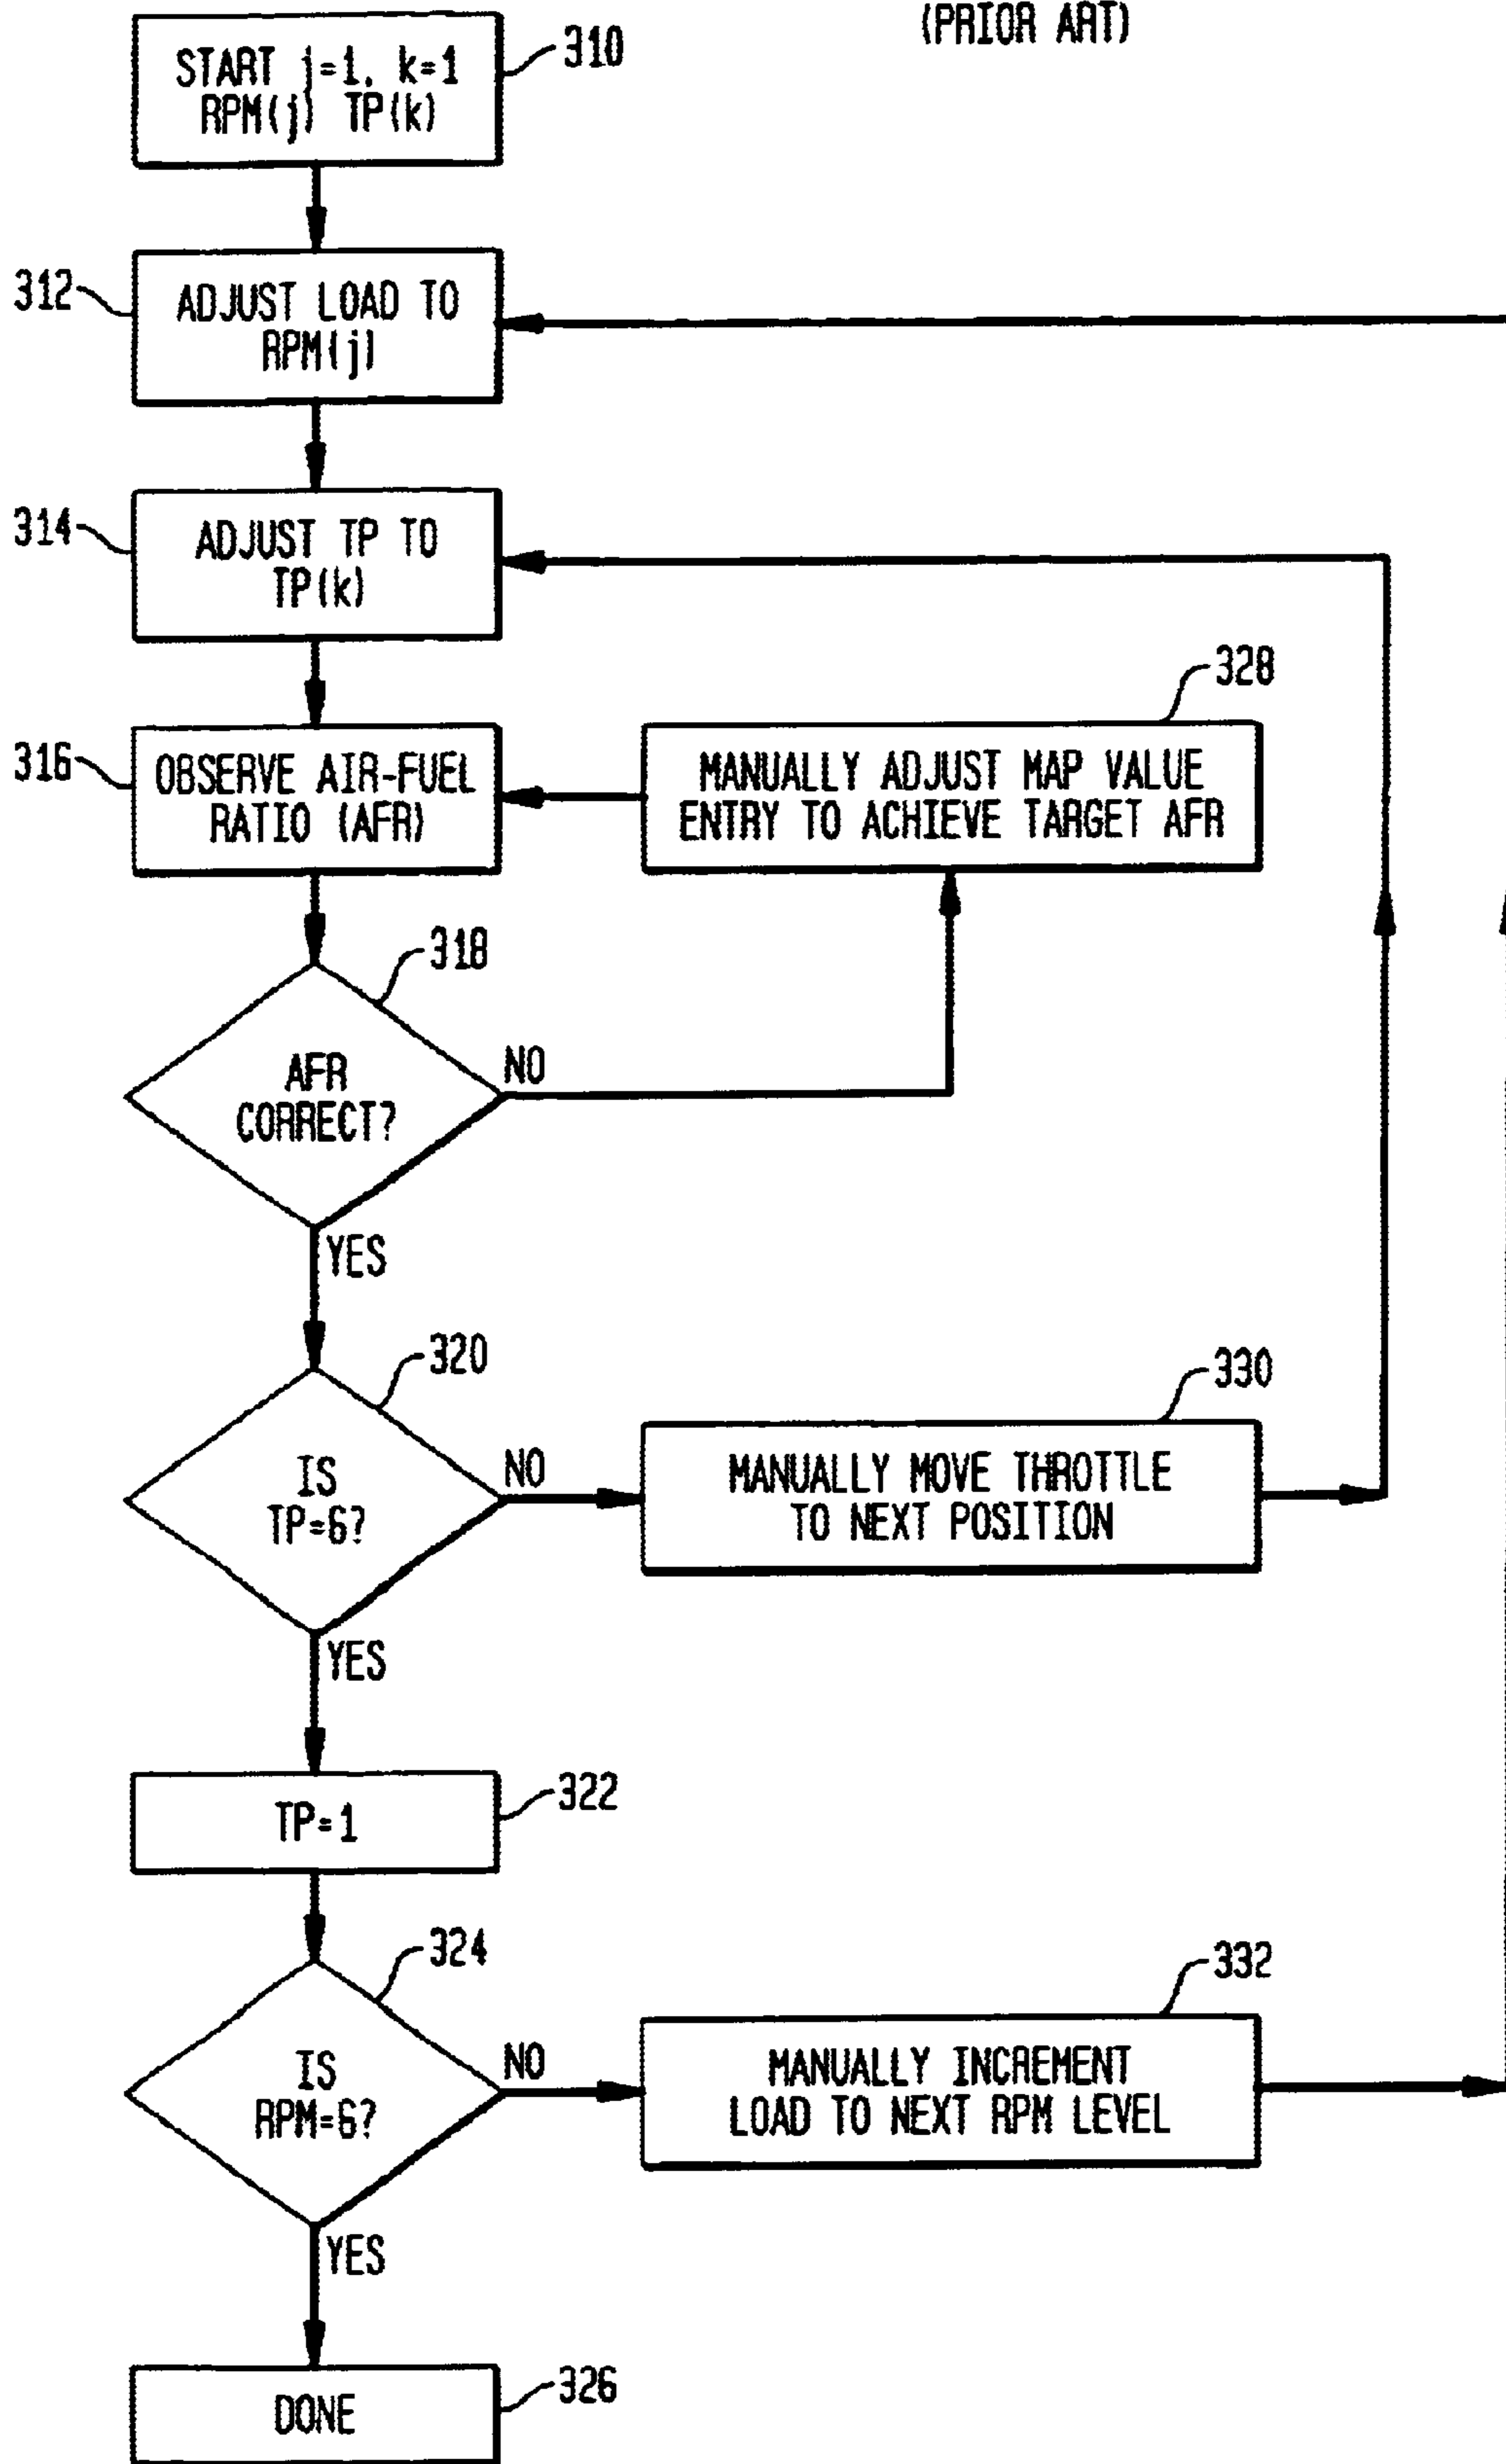 (PRIOR ART)
310
START j=1, k=1
RPM(j) TP(k)
312
ADJUST LOAD TO
RPM(j)
314
ADJUST TP TO
TP(k)
328
316
OBSERVE AIR-FUEL
RATIO (AFR)
MANUALLY ADJUST MAP VALUE
ENTRY TO ACHIEVE TARGET AFR
318
AFR
CORRECT?
NO
YES
320
330
IS
TP=6?
NO
MANUALLY MOVE THROTTLE
TO NEXT POSITION
YES
322
TP=1
324
332
IS
RPM=6?
NO
MANUALLY INCREMENT
LOAD TO NEXT RPM LEVEL
YES
326
DONE